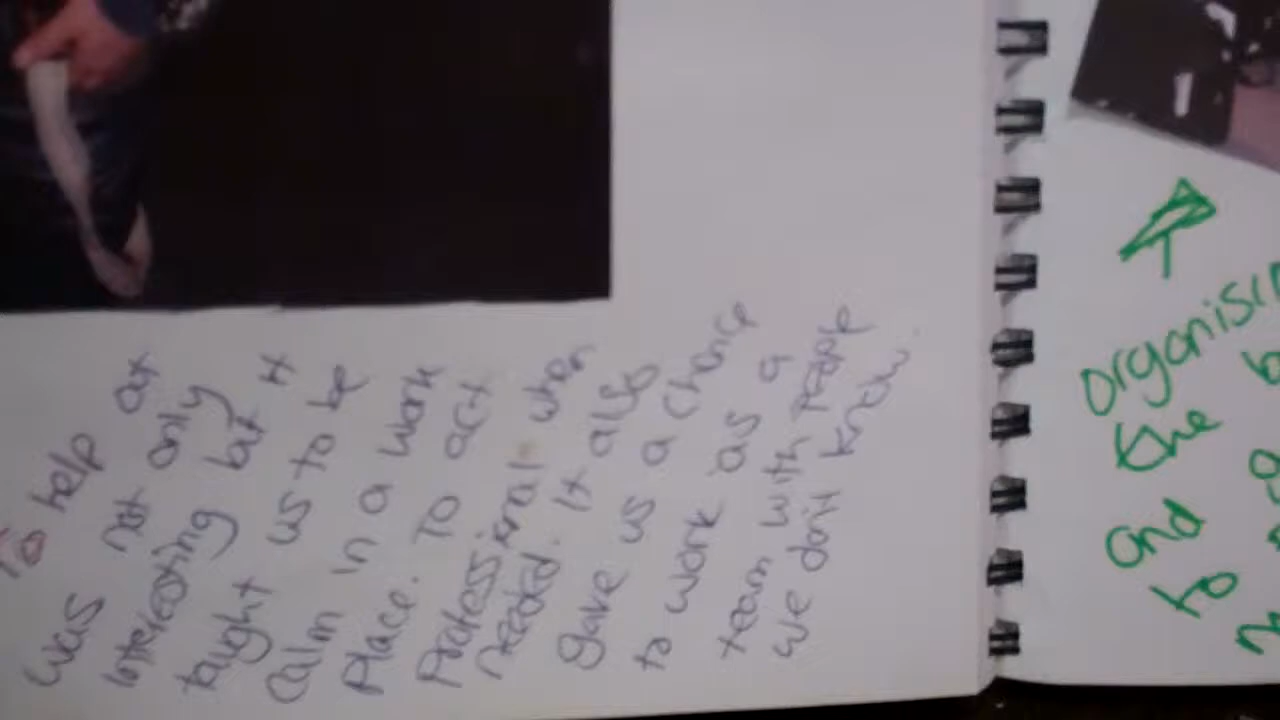 To help out
was not only
interesting but it
taught us to be
calm in a work
place. To act
Professional when
needed. It also
gave us a chance
to work as a
team with people
we don't know.
organisin
the b
and
to